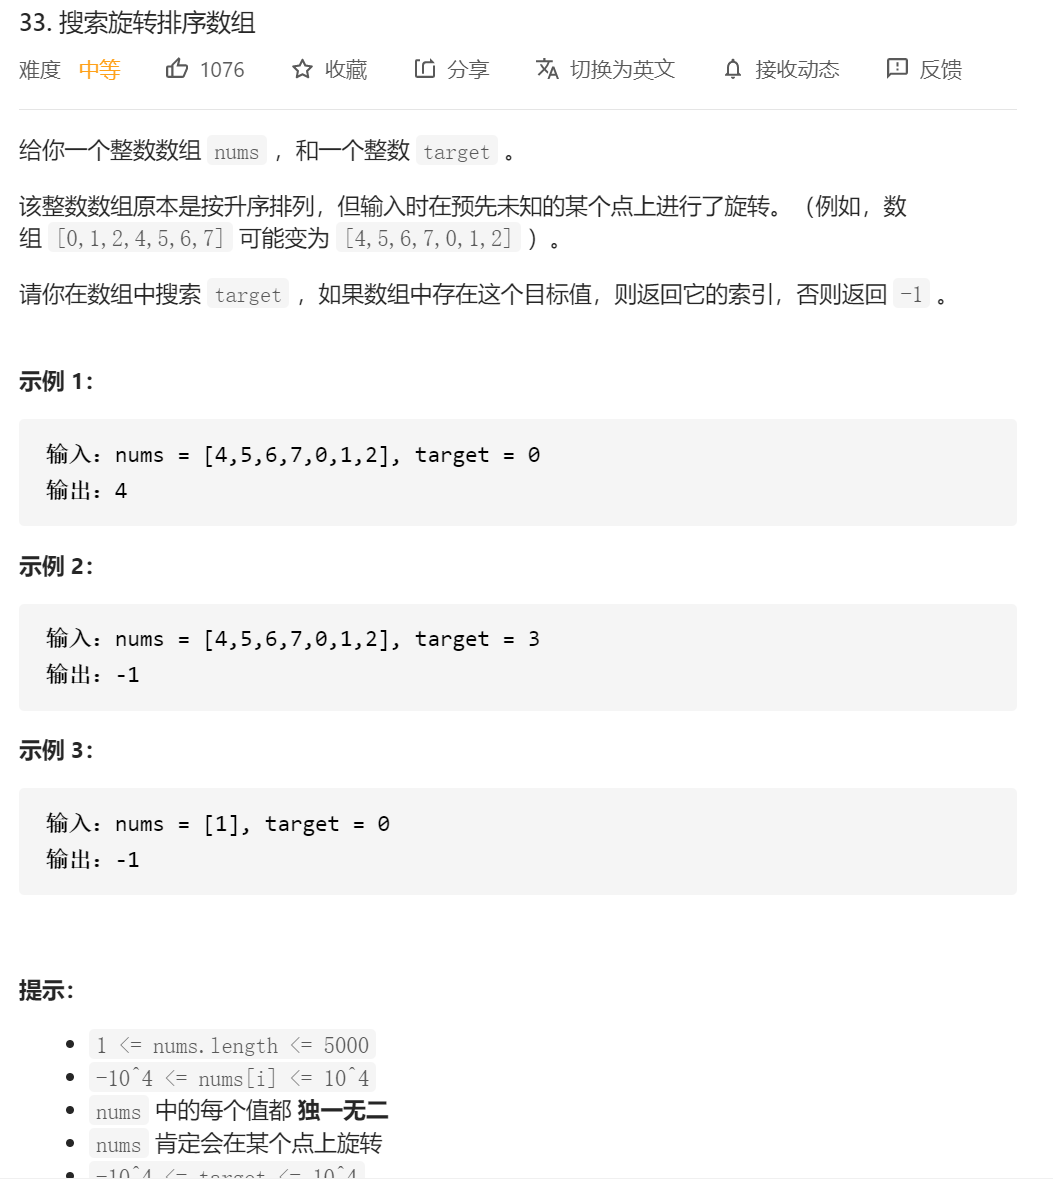 33. 搜索旋转排序数组
难度 中等 1076 收藏 分享 切换为英文 接收动态 反馈
给你一个整数数组 nums ，和一个整数 target 。
该整数数组原本是按升序排列，但输入时在预先未知的某个点上进行了旋转。（例如，数
组 [0,1,2,4,5,6,7] 可能变为 [4,5,6,7,0,1,2] ）。
请你在数组中搜索 target ，如果数组中存在这个目标值，则返回它的索引，否则返回 -1 。
示例 1：
输入：nums = [4,5,6,7,0,1,2], target = 0
输出：4
示例 2：
输入：nums = [4,5,6,7,0,1,2], target = 3
输出：-1
示例 3：
输入：nums = [1], target = 0
输出：-1
提示：
1 <= nums.length <= 5000
-10^4 <= nums[i] <= 10^4
nums 中的每个值都 独一无二
nums 肯定会在某个点上旋转
-10^4 <= target <= 10^4